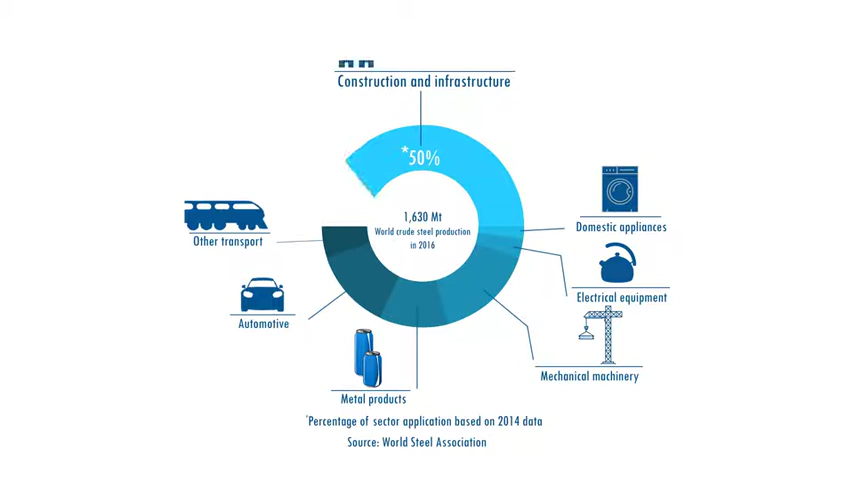 Construction and infrastructure
*50%
1,630 Mt
World crude steel production
in 2016
Domestic appliances
Other transport
Electrical equipment
Automotive
Mechanical machinery
Metal products
*Percentage of sector application based on 2014 data
Source: World Steel Association